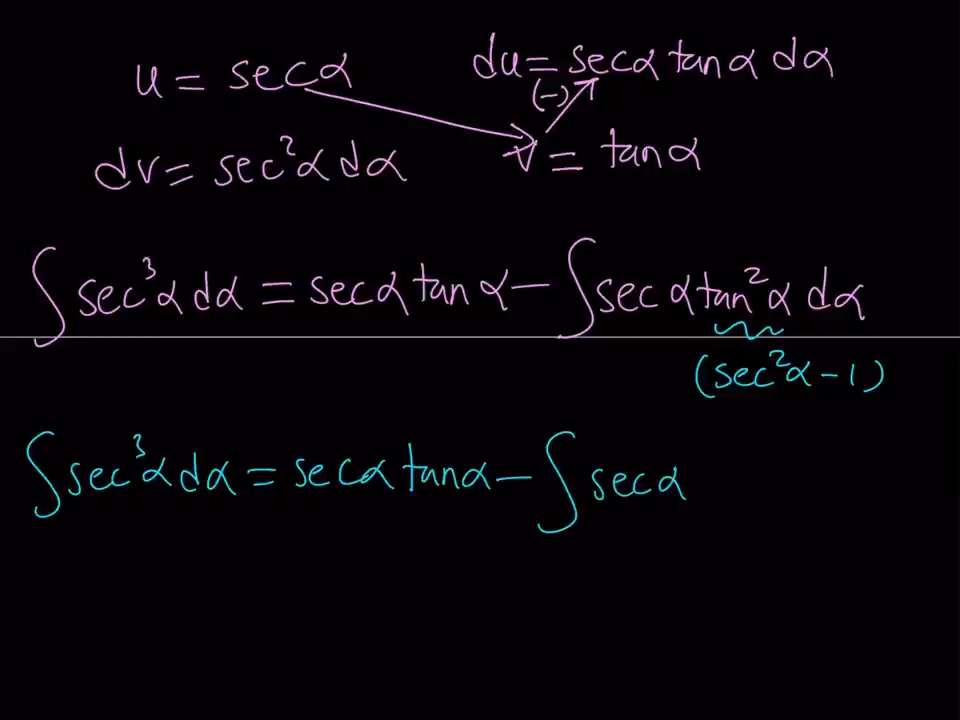 u = secα du = secα tanα dα
(-)
dv = sec²α dα v = tanα
∫ sec³α dα = secα tanα - ∫ secα tan²α dα
(sec²α - 1)
∫ sec³α dα = secα tanα - ∫ secα